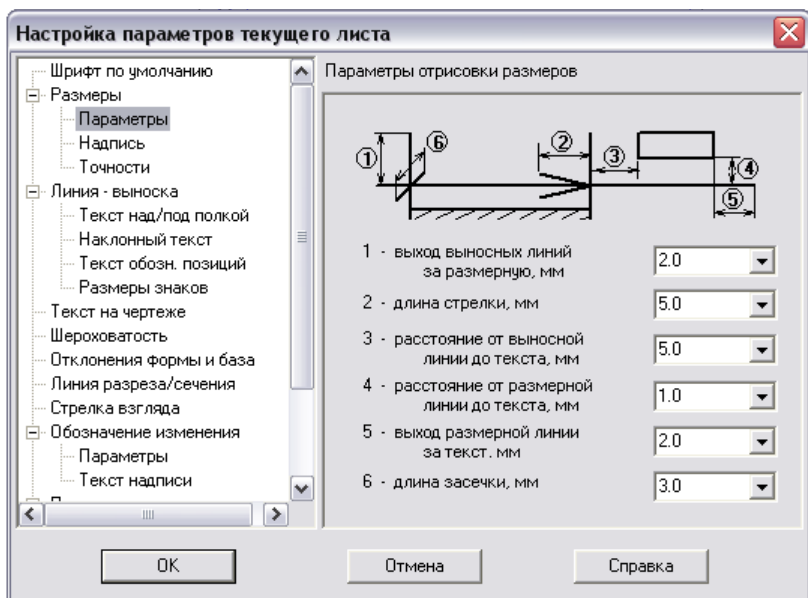 Настройка параметров текущего листа
Шрифт по умолчанию
Размеры
Параметры
Надпись
Точности
Линия - выноска
Текст над/под полкой
Наклонный текст
Текст обозн. позиций
Размеры знаков
Текст на чертеже
Шероховатость
Отклонения формы и база
Линия разреза/сечения
Стрелка взгляда
Обозначение изменения
Параметры
Текст надписи
Параметры отрисовки размеров
1
6
2
3
4
5
1 - выход выносных линий
за размерную, мм
2.0
2 - длина стрелки, мм
5.0
3 - расстояние от выносной
линии до текста, мм
5.0
4 - расстояние от размерной
линии до текста, мм
1.0
5 - выход размерной линии
за текст. мм
2.0
6 - длина засечки, мм
3.0
OK
Отмена
Справка